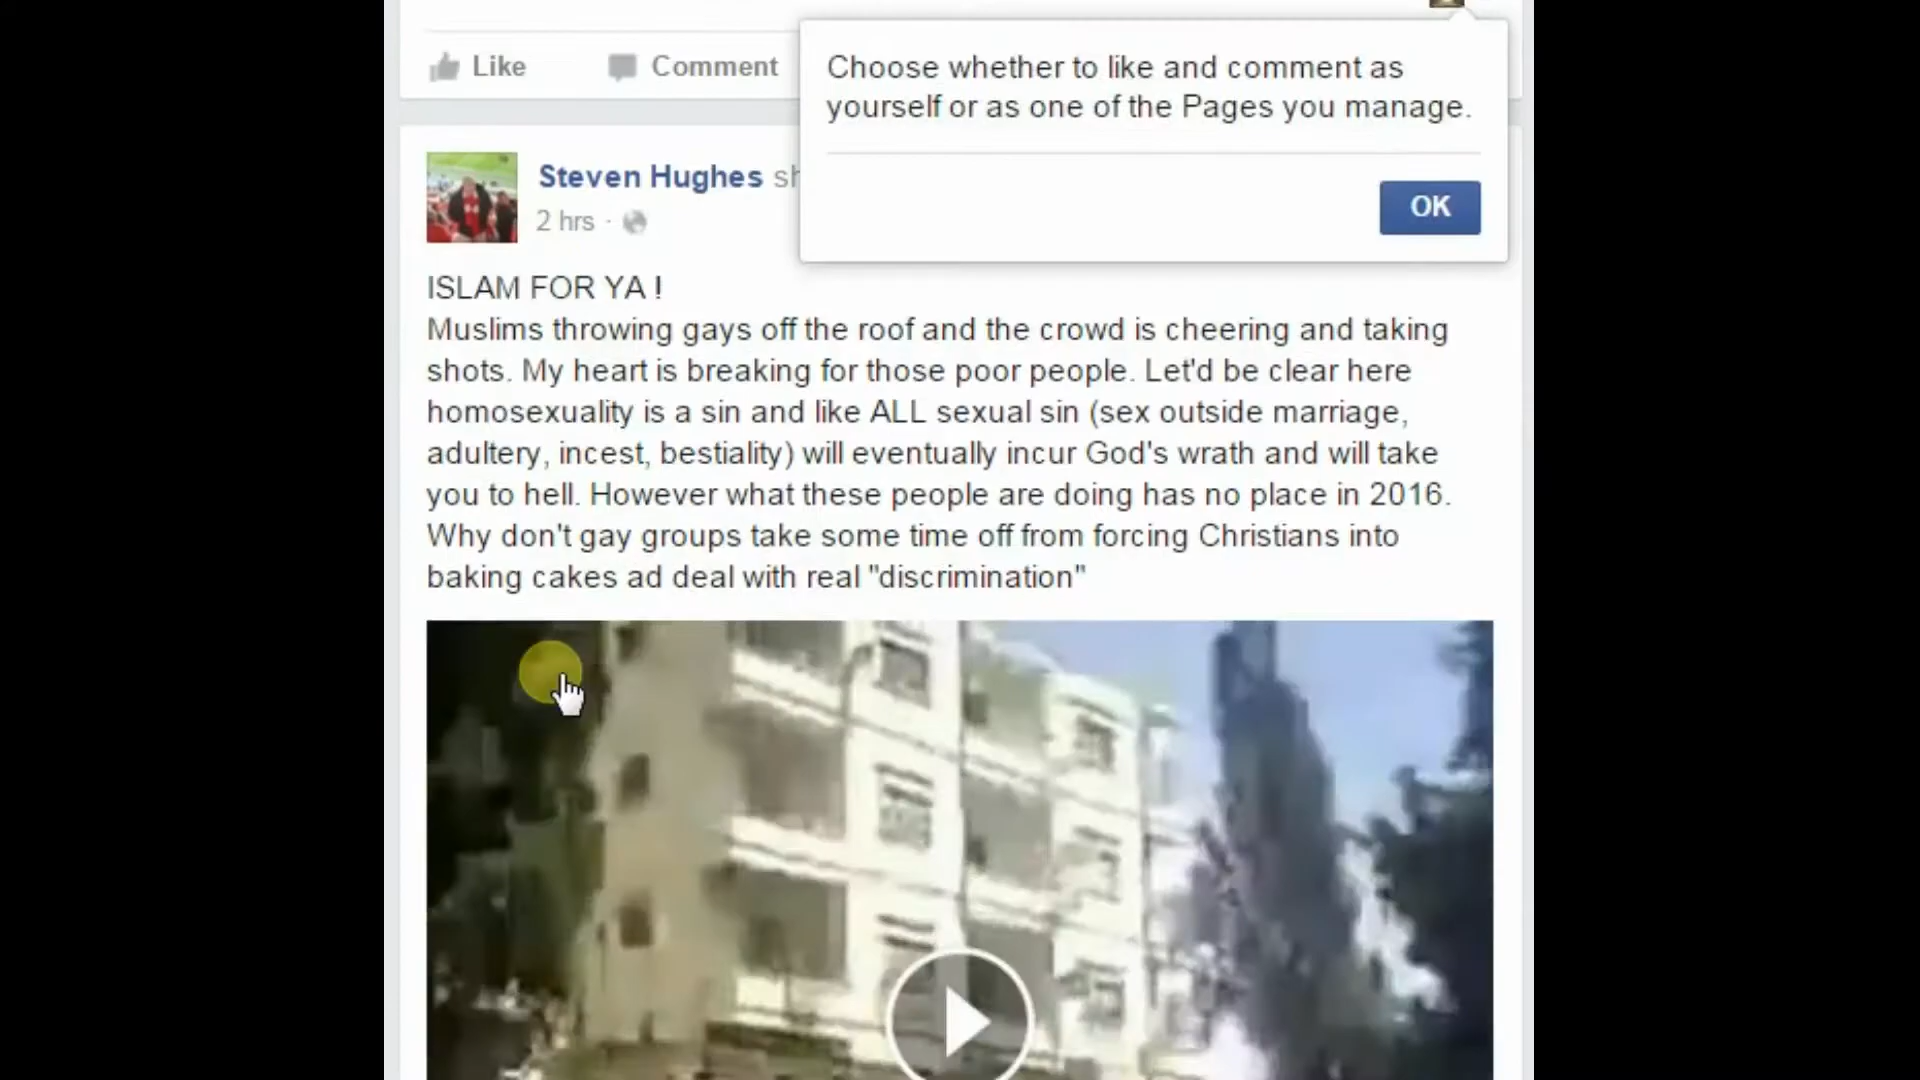 Like Comment
Choose whether to like and comment as
yourself or as one of the Pages you manage.
OK
Steven Hughes sh
2 hrs ·
ISLAM FOR YA !
Muslims throwing gays off the roof and the crowd is cheering and taking
shots. My heart is breaking for those poor people. Let'd be clear here
homosexuality is a sin and like ALL sexual sin (sex outside marriage,
adultery, incest, bestiality) will eventually incur God's wrath and will take
you to hell. However what these people are doing has no place in 2016.
Why don't gay groups take some time off from forcing Christians into
baking cakes ad deal with real "discrimination"